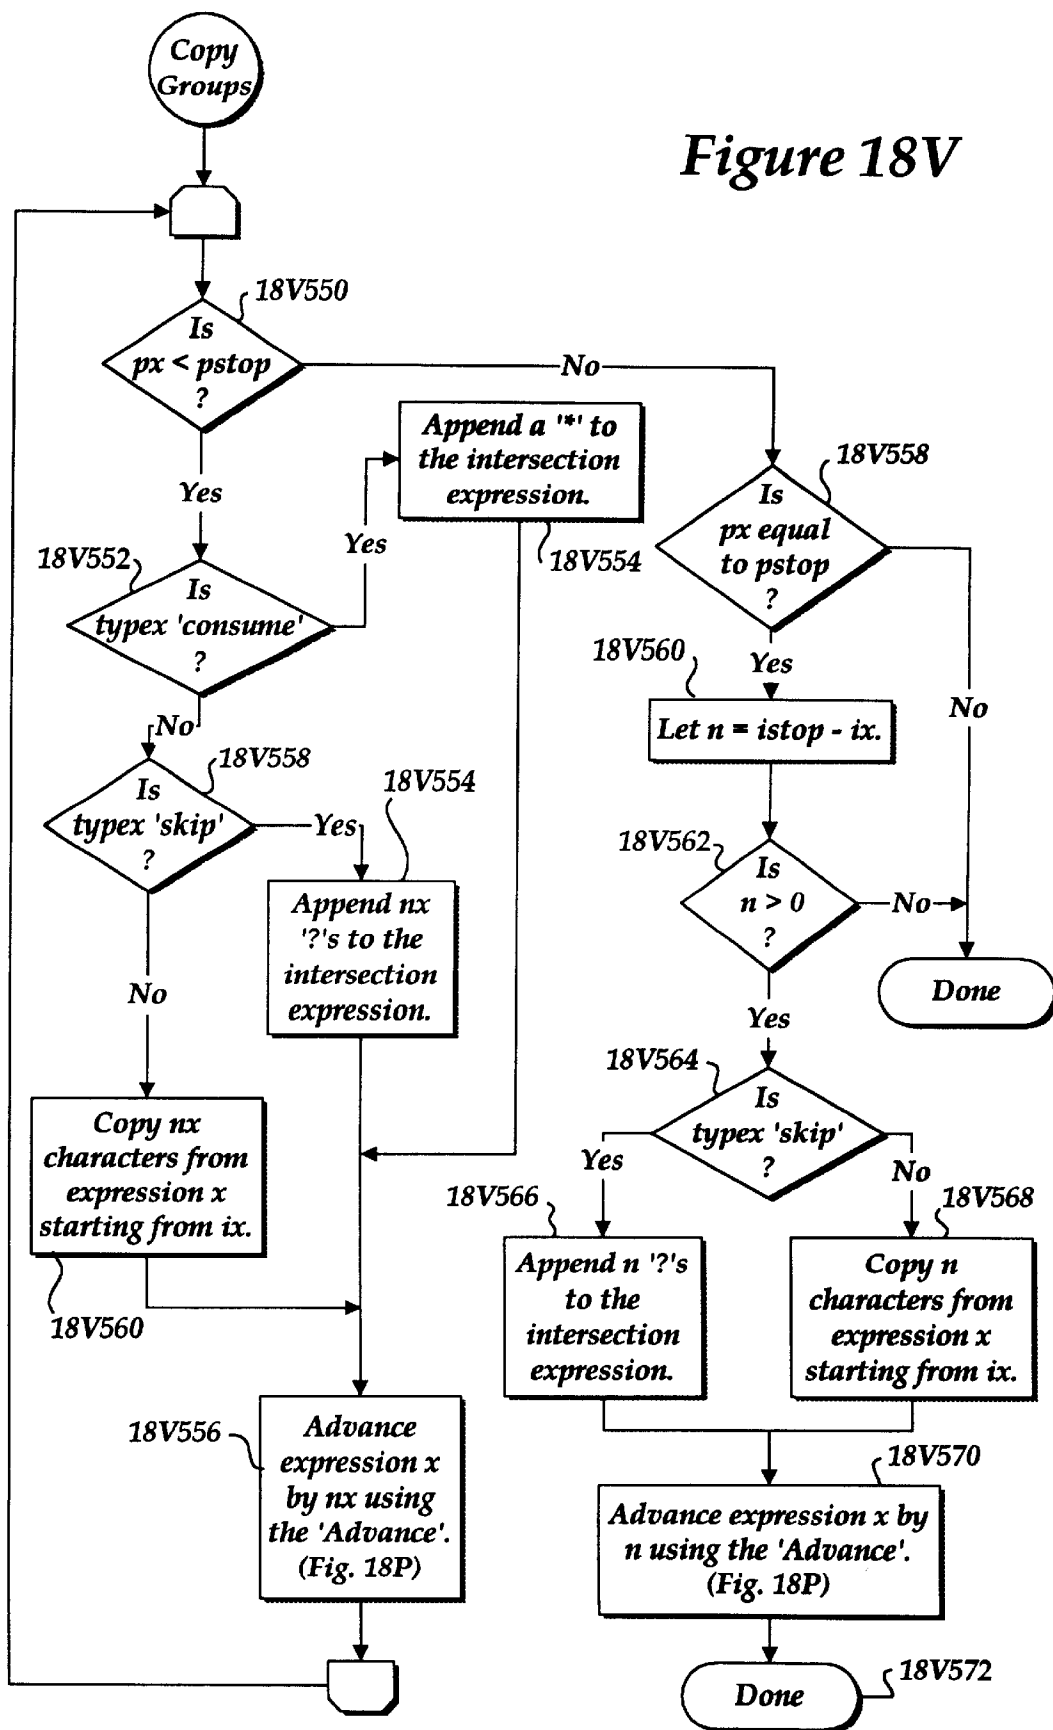 Copy
Groups
Figure 18V
18V550
Is
px < pstop
?
No
Yes
Append a '*' to
the intersection
expression.
18V554
18V558
Is
px equal
to pstop
?
No
Yes
18V552
Is
typex 'consume'
?
Yes
No
18V560
Let n = istop - ix.
18V558
Is
typex 'skip'
?
Yes
No
18V554
Append nx
'?'s to the
intersection
expression.
18V562
Is
n > 0
?
No
Yes
Done
18V564
Is
typex 'skip'
?
Yes
No
Copy nx
characters from
expression x
starting from ix.
18V560
18V566
Append n '?'s
to the
intersection
expression.
18V568
Copy n
characters from
expression x
starting from ix.
18V556
Advance
expression x
by nx using
the 'Advance'.
(Fig. 18P)
18V570
Advance expression x by
n using the 'Advance'.
(Fig. 18P)
Done
18V572